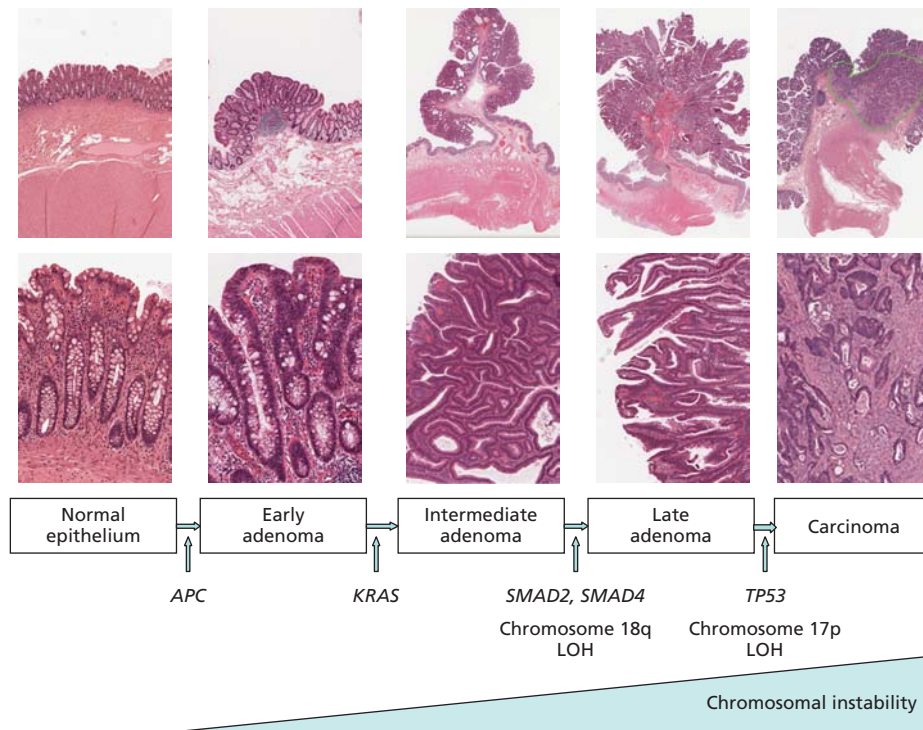 Normal
epithelium
Early
adenoma
Intermediate
adenoma
Late
adenoma
Carcinoma
APC
KRAS
SMAD2, SMAD4
Chromosome 18q
LOH
TP53
Chromosome 17p
LOH
Chromosomal instability